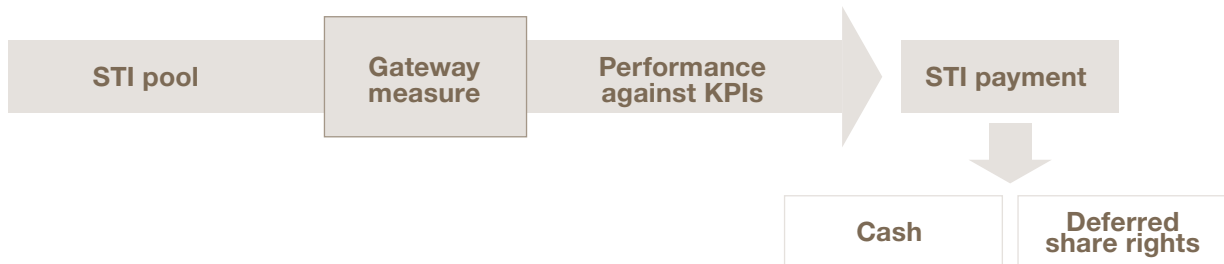 STI pool
Gateway
measure
Performance
against KPIs
STI payment
Cash
Deferred
share rights